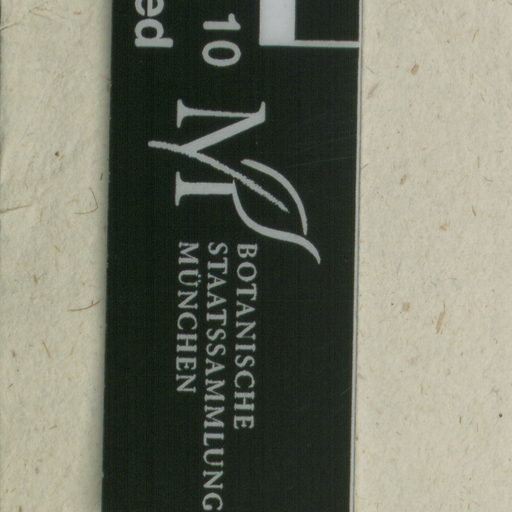 ed
10
BOTANISCHE
STAATSSAMMLUNG
MÜNCHEN